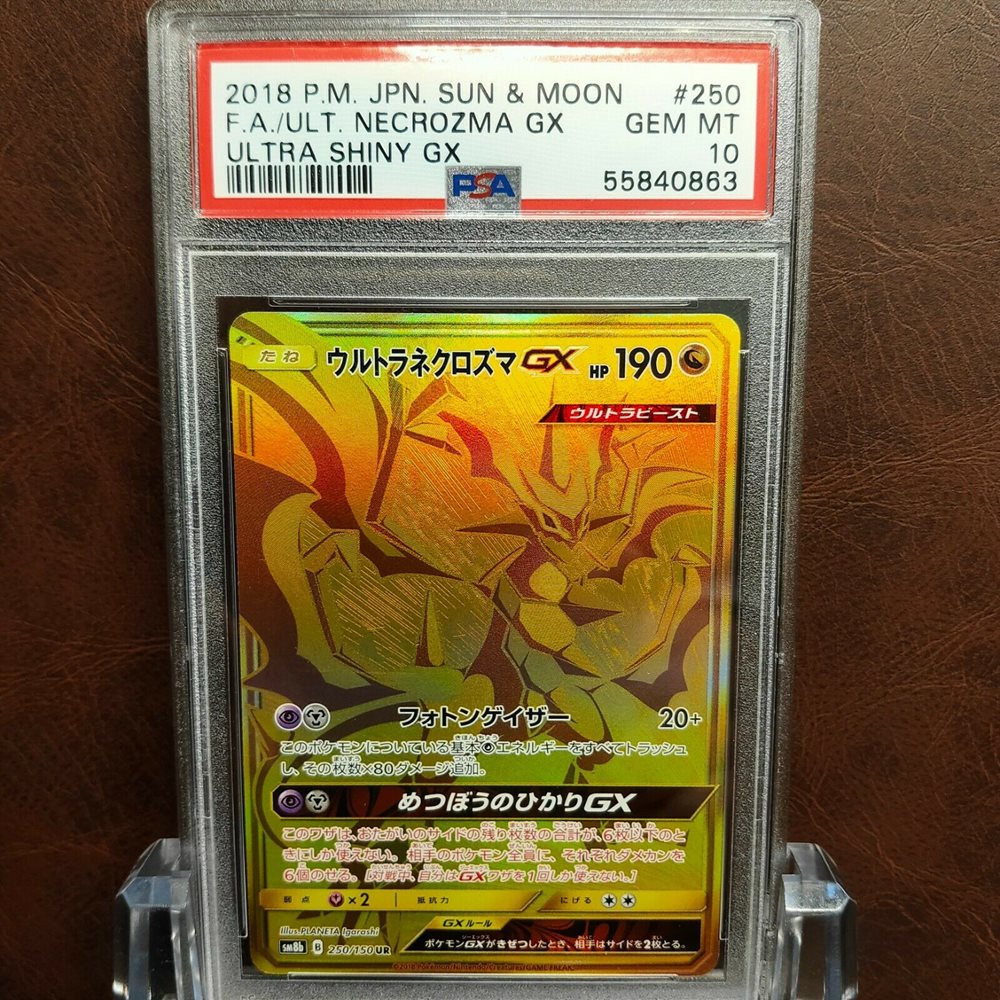 2018 P.M. JPN. SUN & MOON #250
F.A./ULT. NECROZMA GX GEM MT
ULTRA SHINY GX 10
PSA 55840863
たね ウルトラネクロズマGX HP190
ウルトラビースト
フォトンゲイザー 20+
このポケモンについている基本エネルギーをすべてトラッシュ
し、その枚数×80ダメージ追加。
めつぼうのひかりGX
このワザは、おたがいのサイドの残り枚数の合計が、6枚以下のと
きにしか使えない。相手のポケモン全員に、それぞれダメカンを
6個のせる。[対戦中、自分はGXワザを1回しか使えない。]
弱点 ×2 抵抗力 にげる
Illus.PLANETA Igarashi
GXルール
sm8b B 250/150 UR
ポケモンGXがきぜつしたとき、相手はサイドを2枚とる。
©2018 Pokémon/Nintendo/Creatures/GAME FREAK.